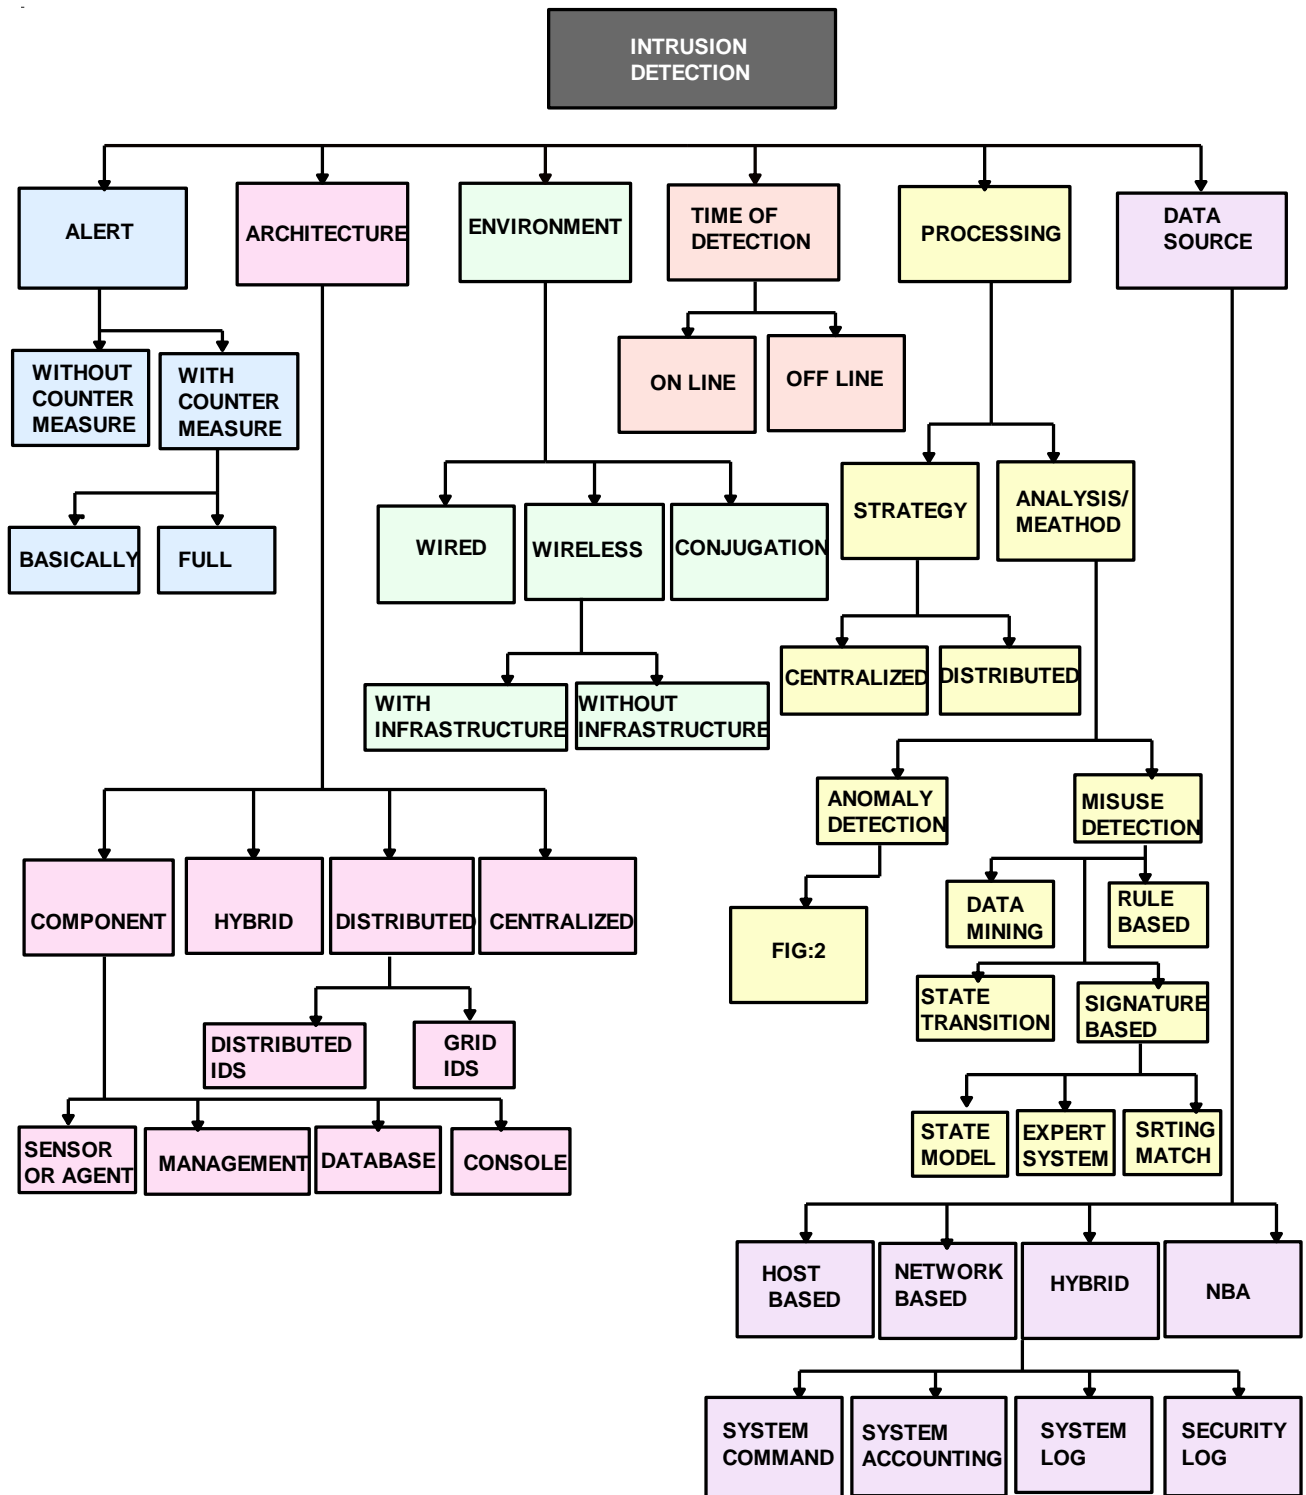 INTRUSION
DETECTION
ALERT
ARCHITECTURE
ENVIRONMENT
TIME OF
DETECTION
PROCESSING
DATA
SOURCE
WITHOUT
COUNTER
MEASURE
WITH
COUNTER
MEASURE
ON LINE
OFF LINE
BASICALLY
FULL
WIRED
WIRELESS
CONJUGATION
STRATEGY
ANALYSIS/
MEATHOD
WITH
INFRASTRUCTURE
WITHOUT
INFRASTRUCTURE
CENTRALIZED
DISTRIBUTED
ANOMALY
DETECTION
MISUSE
DETECTION
COMPONENT
HYBRID
DISTRIBUTED
CENTRALIZED
FIG:2
DATA
MINING
RULE
BASED
STATE
TRANSITION
SIGNATURE
BASED
DISTRIBUTED
IDS
GRID
IDS
SENSOR
OR AGENT
MANAGEMENT
DATABASE
CONSOLE
STATE
MODEL
EXPERT
SYSTEM
SRTING
MATCH
HOST
BASED
NETWORK
BASED
HYBRID
NBA
SYSTEM
COMMAND
SYSTEM
ACCOUNTING
SYSTEM
LOG
SECURITY
LOG